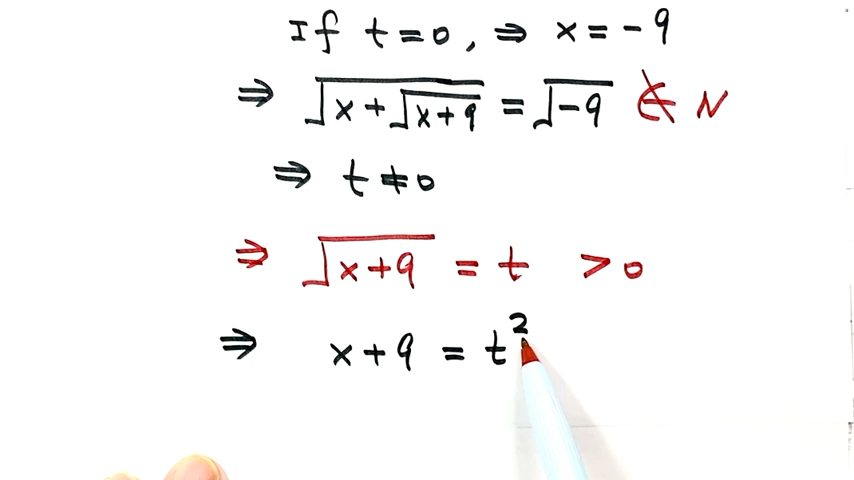 If t = 0, ⇒ x = -9
⇒ √(x + √(x+9)) = √-9 ∉ N
⇒ t ≠ 0
⇒ √(x+9) = t > 0
⇒ x + 9 = t²